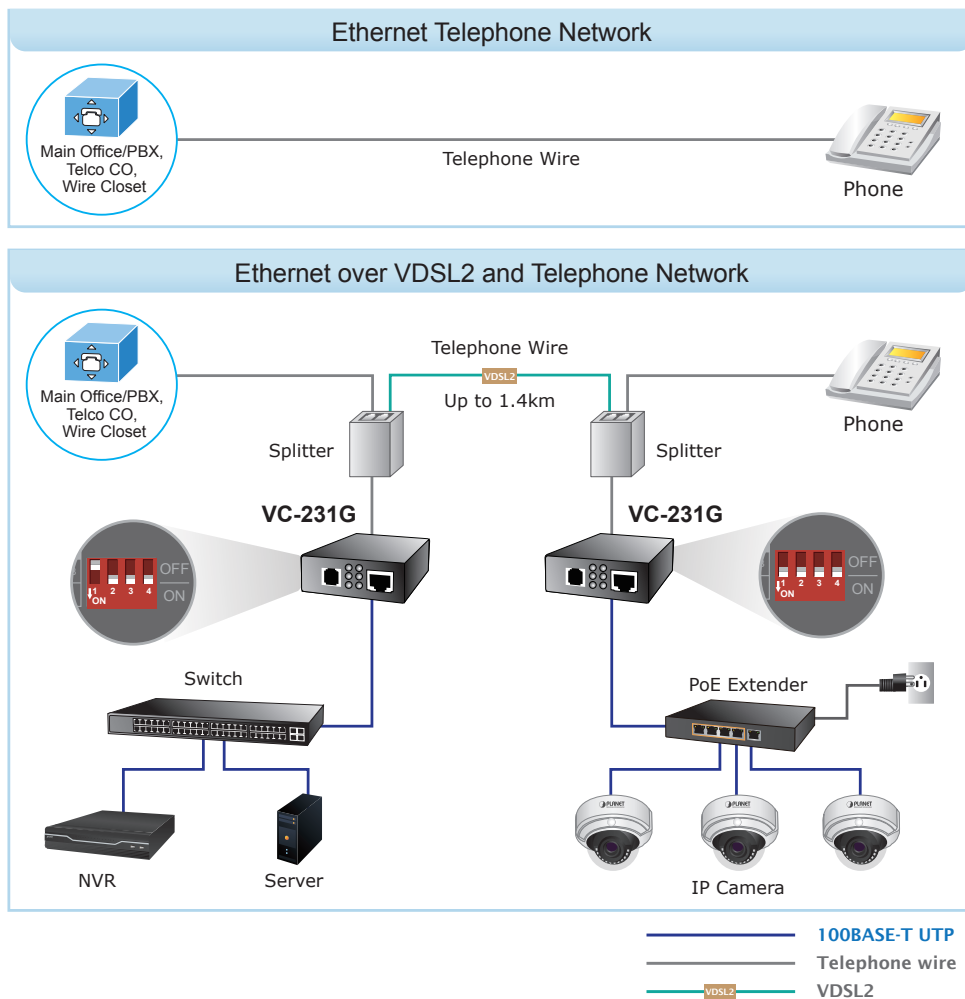 Ethernet Telephone Network
Main Office/PBX,
Telco CO,
Wire Closet
Telephone Wire
Phone
Ethernet over VDSL2 and Telephone Network
Main Office/PBX,
Telco CO,
Wire Closet
Telephone Wire
VDSL2
Up to 1.4km
Phone
Splitter
Splitter
VC-231G
VC-231G
OFF
ON
1 2 3 4
ON
OFF
ON
1 2 3 4
ON
Switch
PoE Extender
PLANET
PLANET
PLANET
NVR
Server
IP Camera
100BASE-T UTP
Telephone wire
VDSL2
VDSL2